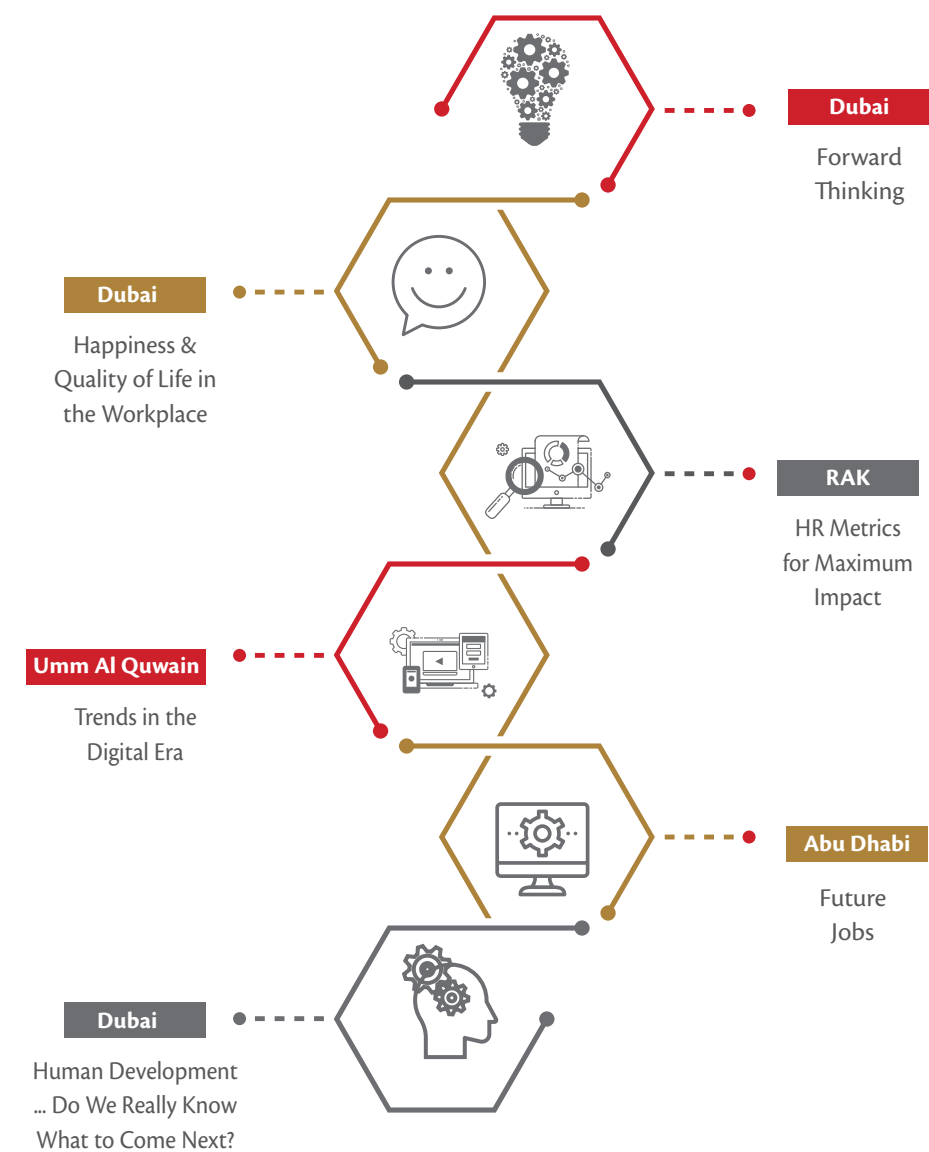 Dubai
Forward
Thinking
Dubai
Happiness &
Quality of Life in
the Workplace
RAK
HR Metrics
for Maximum
Impact
Umm Al Quwain
Trends in the
Digital Era
Abu Dhabi
Future
Jobs
Dubai
Human Development
... Do We Really Know
What to Come Next?